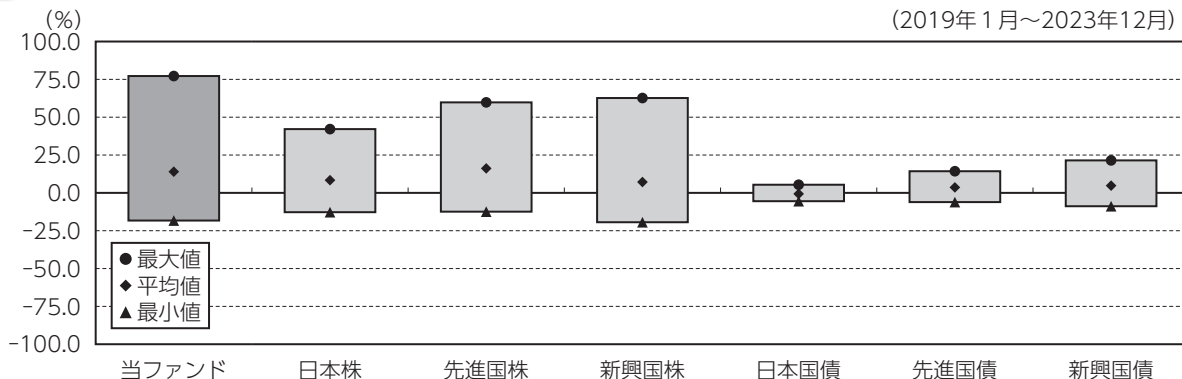 (%)
(2019年1月～2023年12月)
100.0
75.0
50.0
25.0
0.0
-25.0
-50.0
-75.0
-100.0
●最大値
◆平均値
▲最小値
当ファンド 日本株 先進国株 新興国株 日本国債 先進国債 新興国債